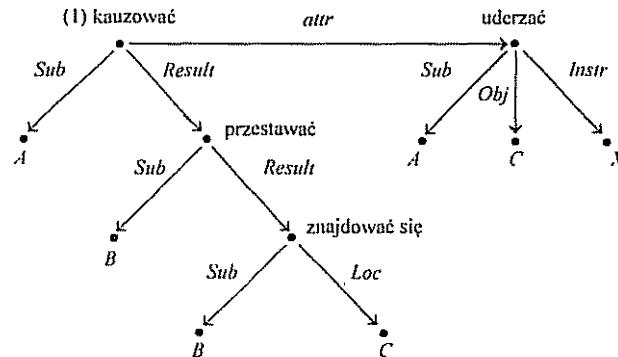 (1) kauzować attr uderzać
Sub Result Sub Obj Instr
A przestawać A C
Sub Result
B znajdować się
Sub Loc
B C